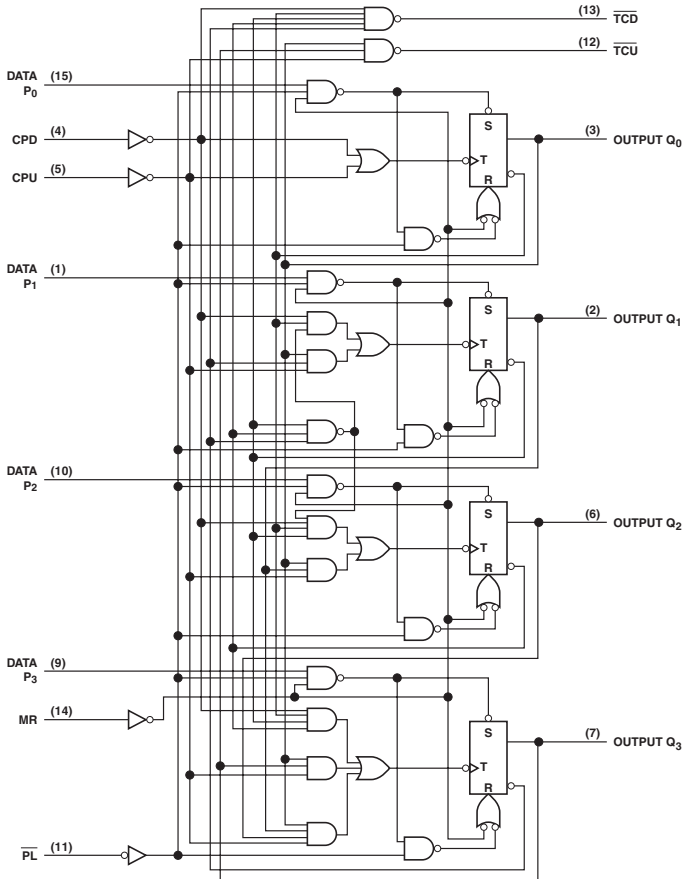 (13) TCD
(12) TCU
DATA (15)
P0
S
(3) OUTPUT Q0
CPD (4)
T
CPU (5)
R
DATA (1)
P1
S
(2) OUTPUT Q1
T
R
DATA (10)
P2
S
(6) OUTPUT Q2
T
R
DATA (9)
P3
MR (14)
S
(7) OUTPUT Q3
T
R
PL (11)